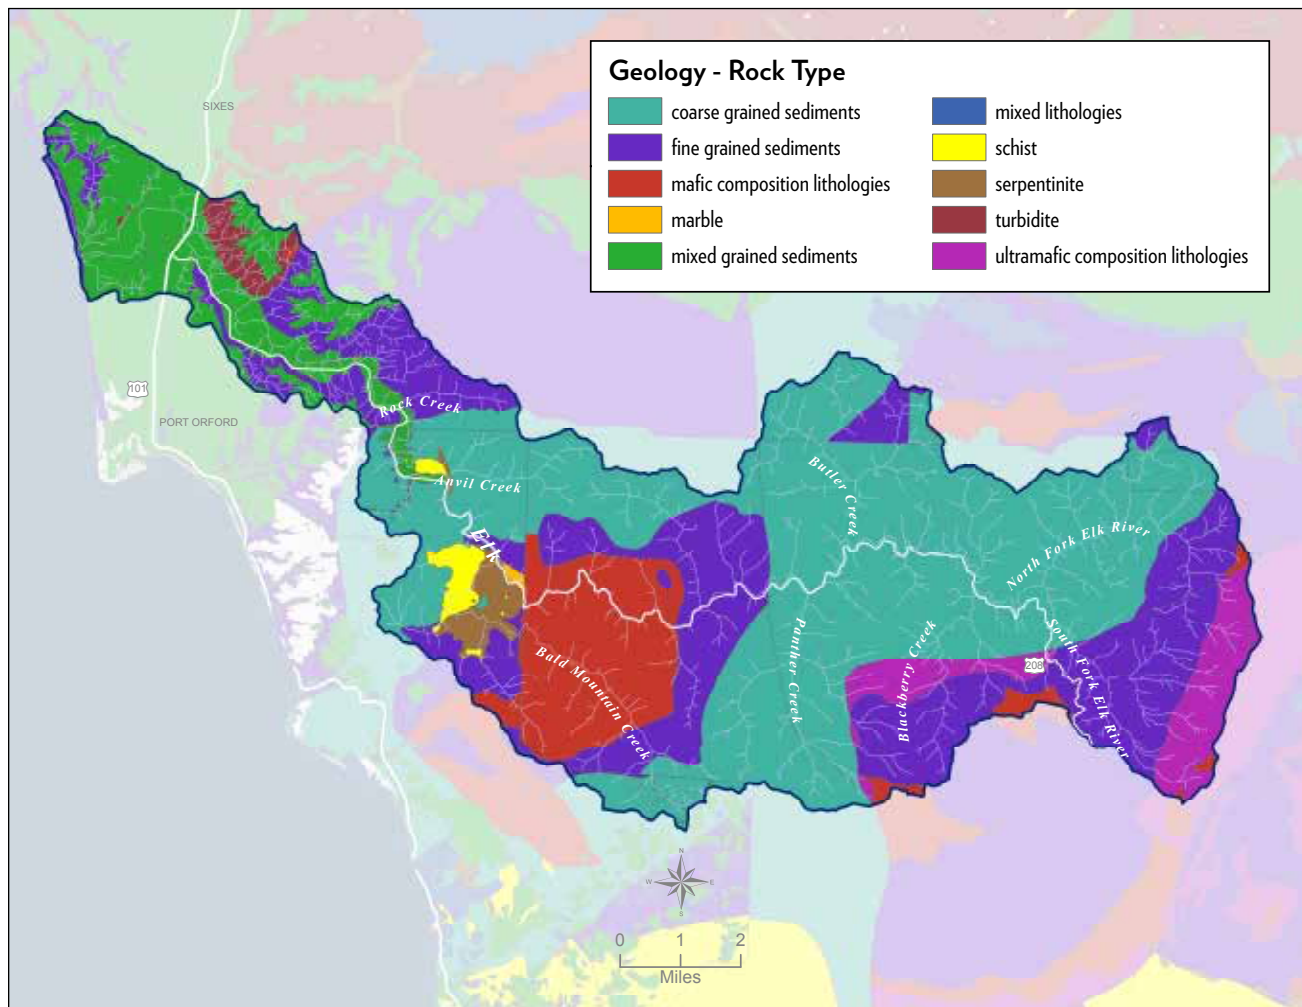 Geology - Rock Type
coarse grained sediments
fine grained sediments
mafic composition lithologies
marble
mixed grained sediments
mixed lithologies
schist
serpentinite
turbidite
ultramafic composition lithologies
SIXES
101
PORT ORFORD
Rock Creek
Anvil Creek
Elk
Butler Creek
North Fork Elk River
South Fork Elk River
208
Panther Creek
Blackberry Creek
Bald Mountain Creek
N
W E
S
0 1 2
Miles